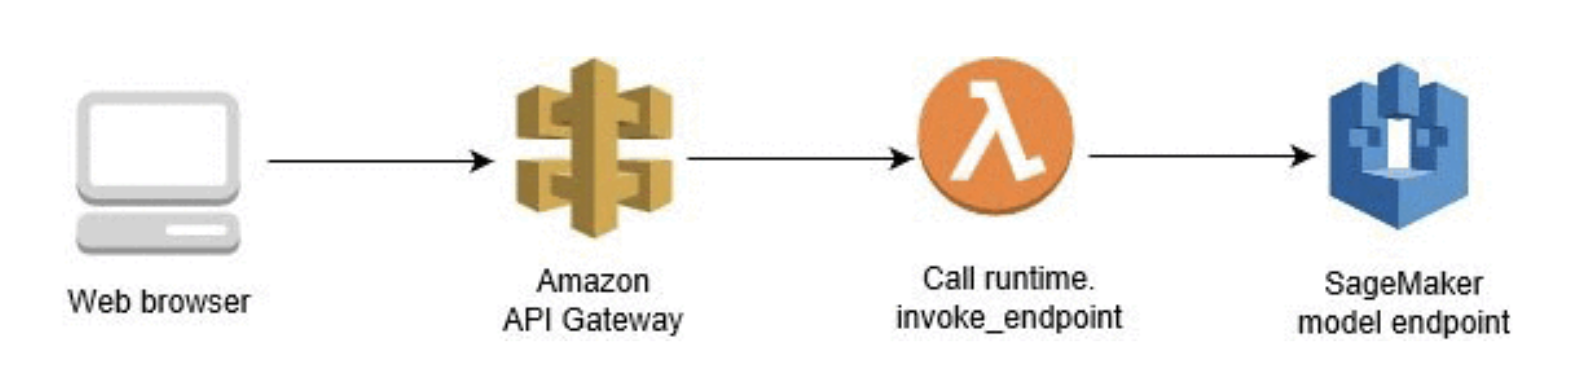 Web browser
Amazon
API Gateway
Call runtime.
invoke_endpoint
SageMaker
model endpoint